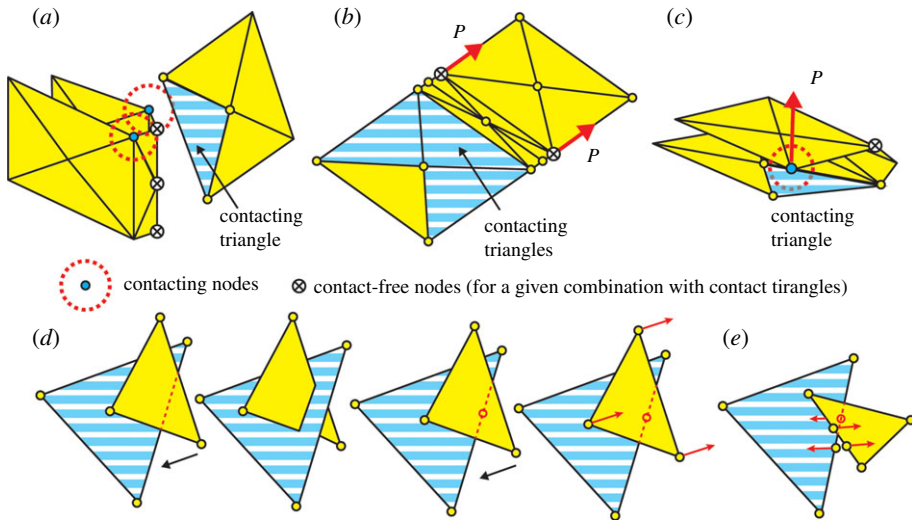 (a)
(b)
(c)
P
P
P
contacting
triangle
contacting
triangles
contacting
triangle
contacting nodes
contact-free nodes (for a given combination with contact tirangles)
(d)
(e)